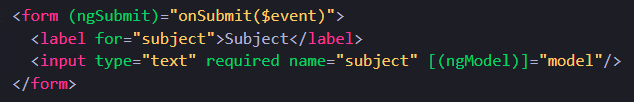 <form (ngSubmit)="onSubmit($event)">
  <label for="subject">Subject</label>
  <input type="text" required name="subject" [(ngModel)]="model"/>
</form>